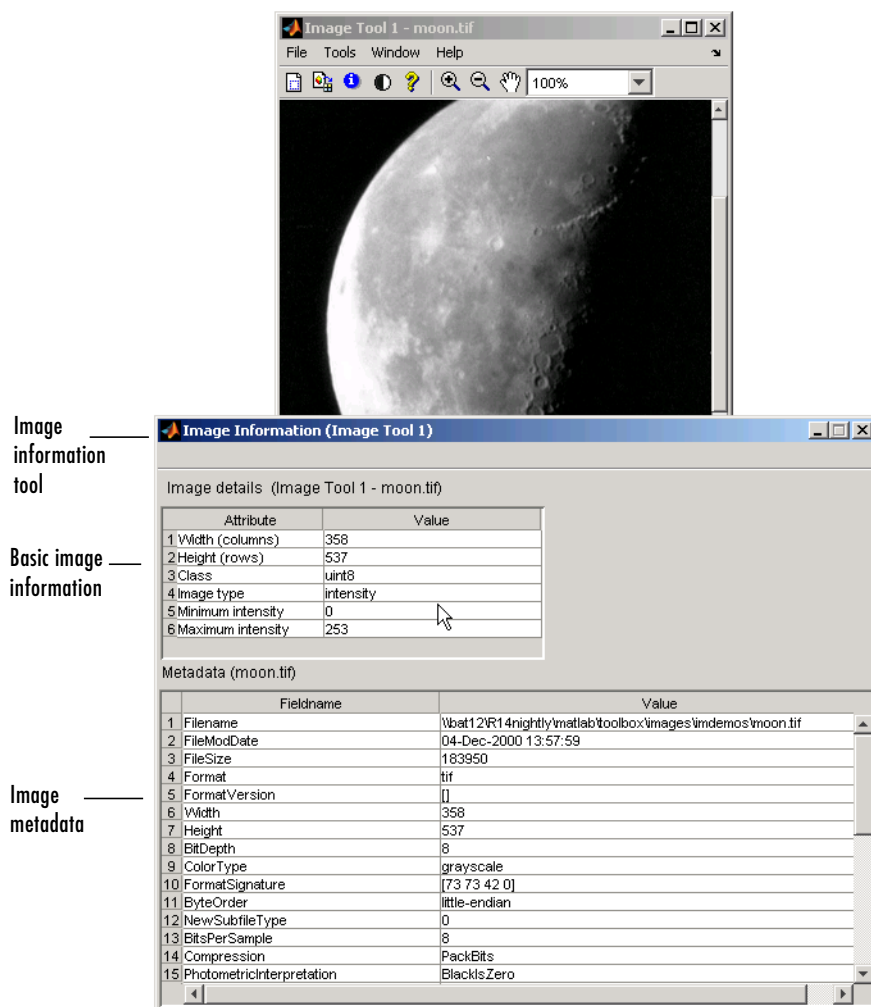 Image Tool 1 - moon.tif
File Tools Window Help
100%
Image information tool
Image Information (Image Tool 1)
Image details (Image Tool 1 - moon.tif)
Basic image information
Attribute Value
1 Width (columns) 358
2 Height (rows) 537
3 Class uint8
4 Image type intensity
5 Minimum intensity 0
6 Maximum intensity 253
Metadata (moon.tif)
Image metadata
Fieldname Value
1 Filename \\bat12\R14nightly\matlab\toolbox\images\imdemos\moon.tif
2 FileModDate 04-Dec-2000 13:57:59
3 FileSize 183950
4 Format tif
5 FormatVersion []
6 Width 358
7 Height 537
8 BitDepth 8
9 ColorType grayscale
10 FormatSignature [73 73 42 0]
11 ByteOrder little-endian
12 NewSubfileType 0
13 BitsPerSample 8
14 Compression PackBits
15 PhotometricInterpretation BlackIsZero